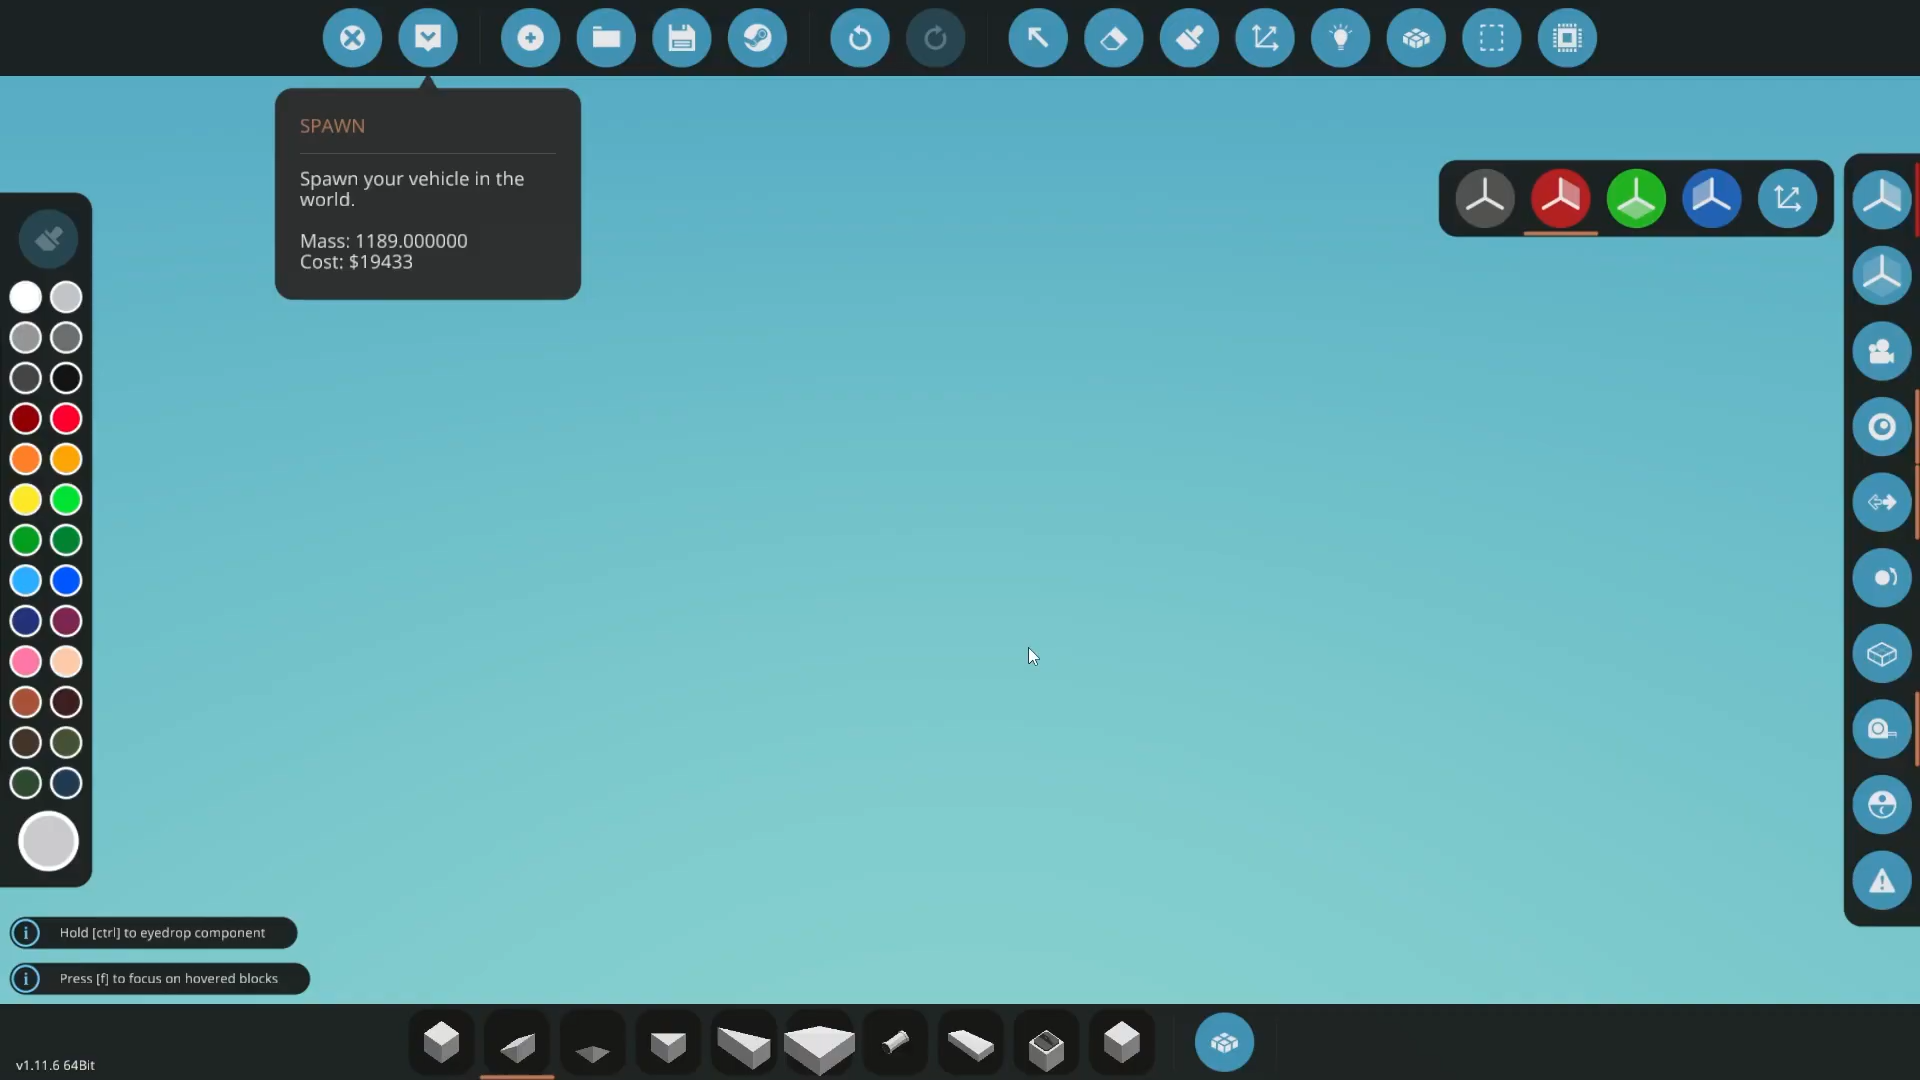 SPAWN
Spawn your vehicle in the
world.
Mass: 1189.000000
Cost: $19433
Hold [ctrl] to eyedrop component
Press [f] to focus on hovered blocks
v1.11.6 64Bit